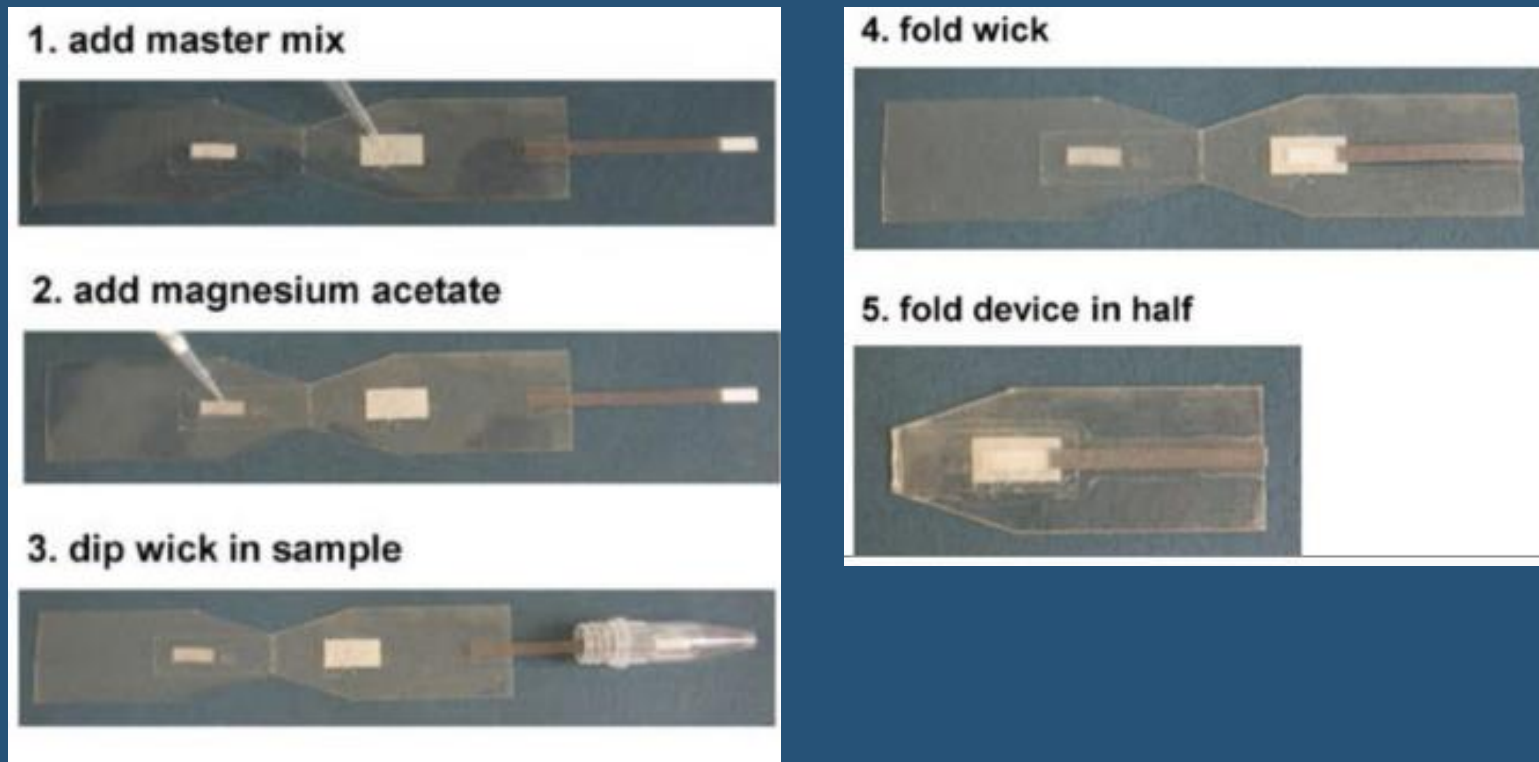 1. add master mix
2. add magnesium acetate
3. dip wick in sample
4. fold wick
5. fold device in half